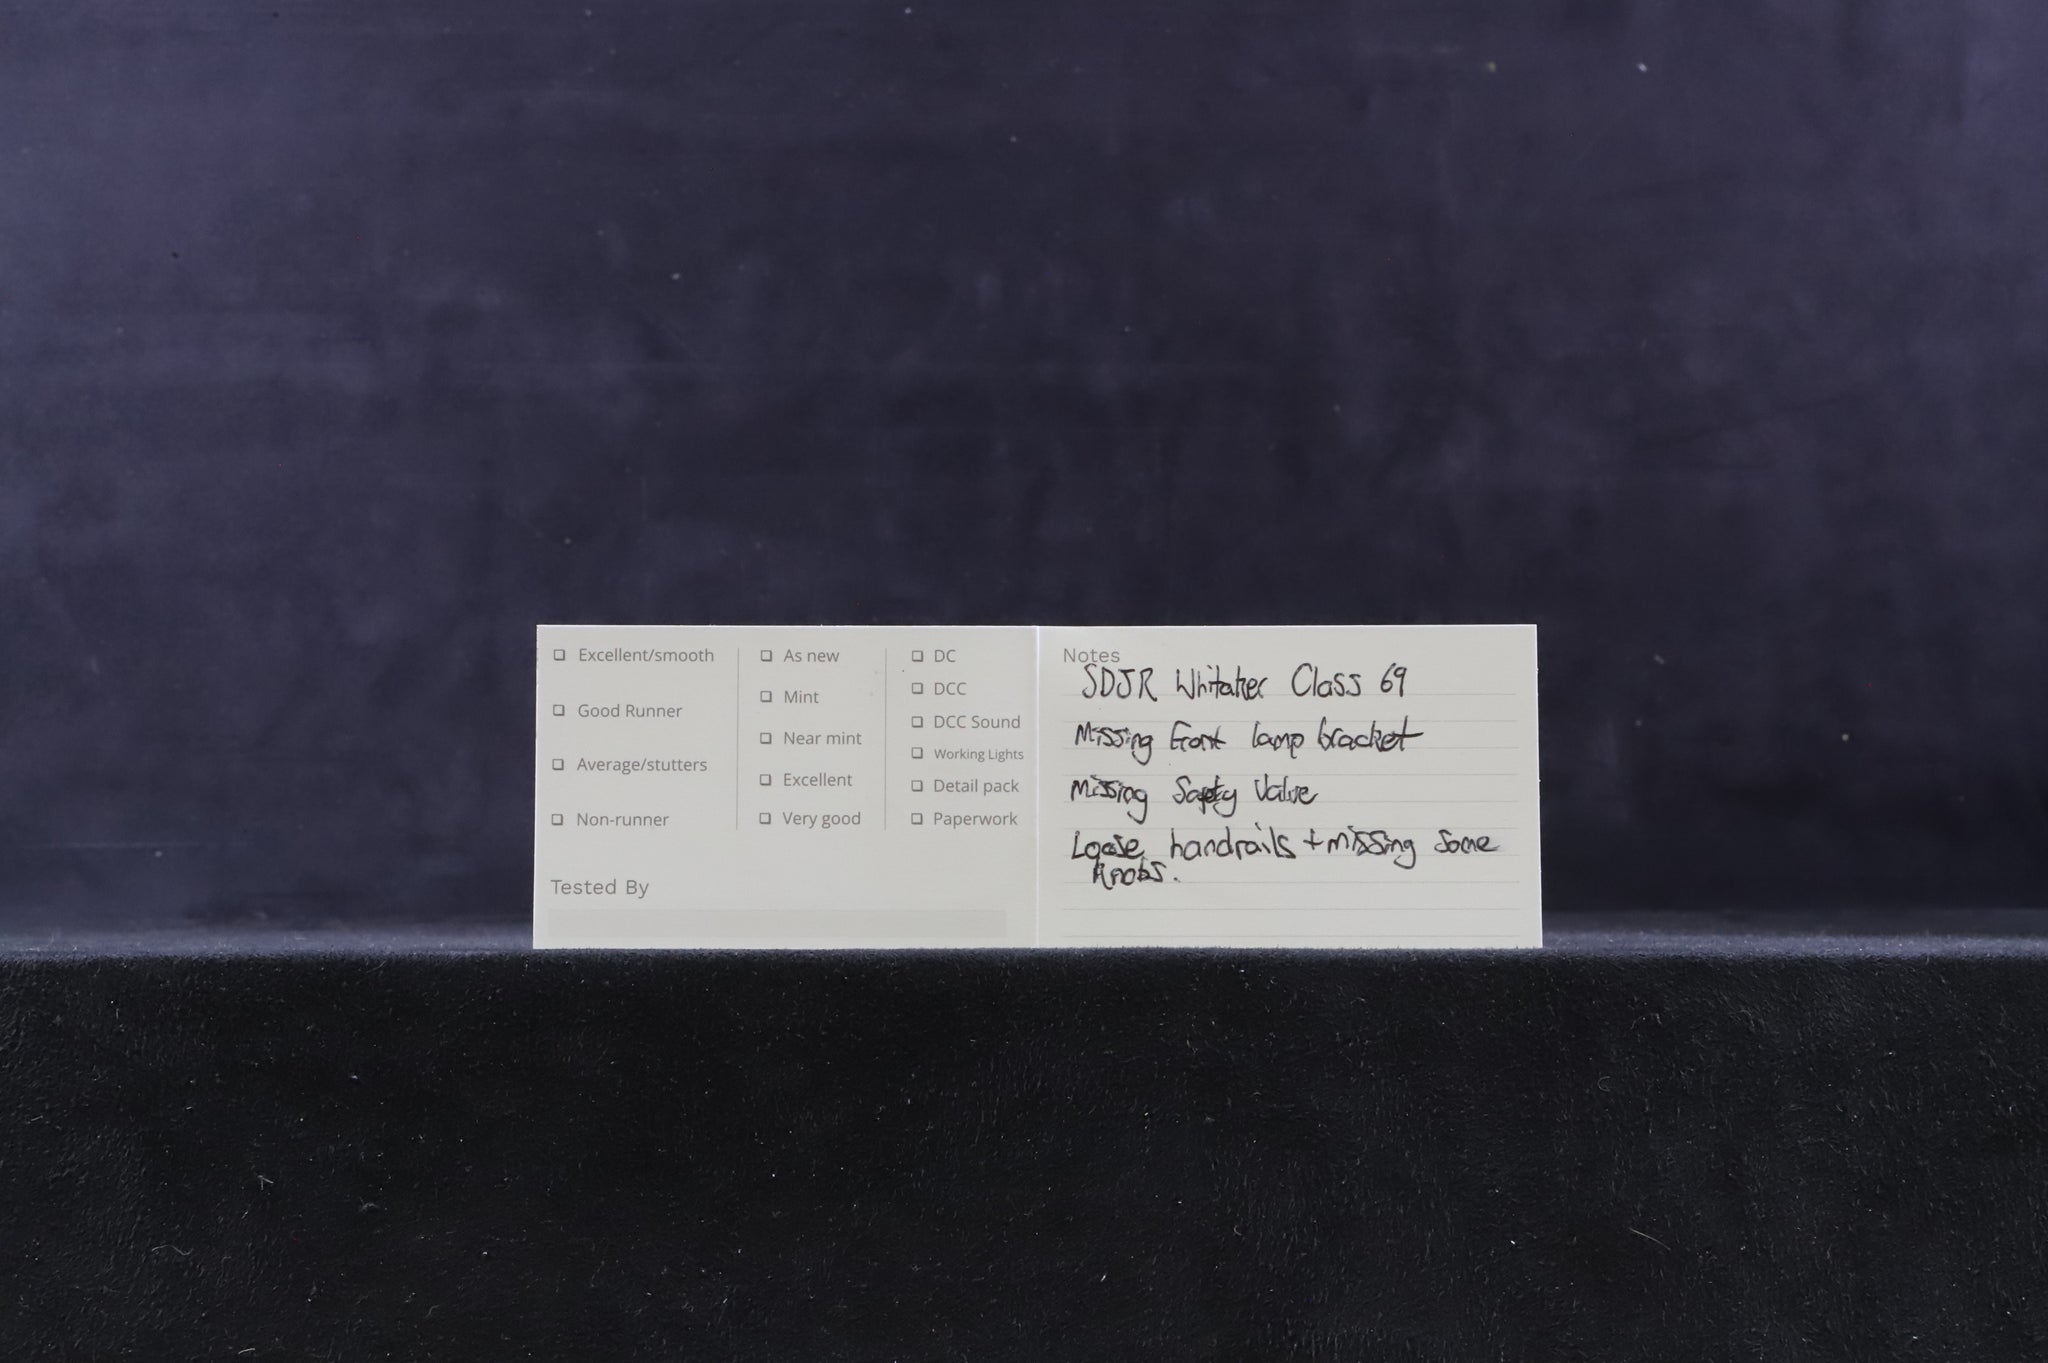 Excellent/smooth
Good Runner
Average/stutters
Non-runner
As new
Mint
Near mint
Excellent
Very good
DC
DCC
DCC Sound
Working Lights
Detail pack
Paperwork
Tested By
Notes
SDJR Whitaker Class 69
Missing front lamp bracket
Missing Safety Valve
Loose handrails + missing some
knobs.